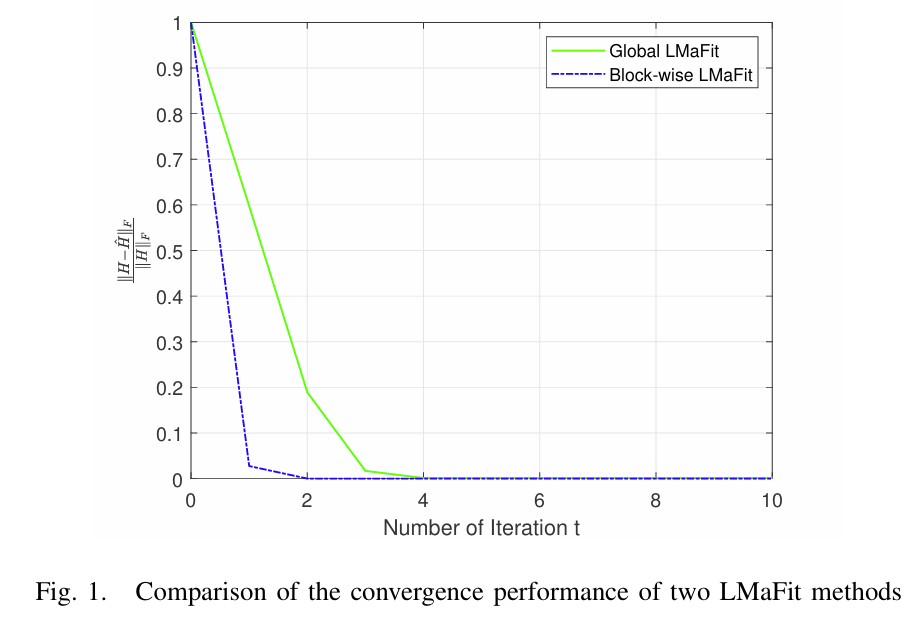 1
0.9
0.8
0.7
0.6
0.5
0.4
0.3
0.2
0.1
0
0 2 4 6 8 10
Global LMaFit
Block-wise LMaFit
||H−Ĥ||F
||H||F
Number of Iteration t
Fig. 1. Comparison of the convergence performance of two LMaFit methods